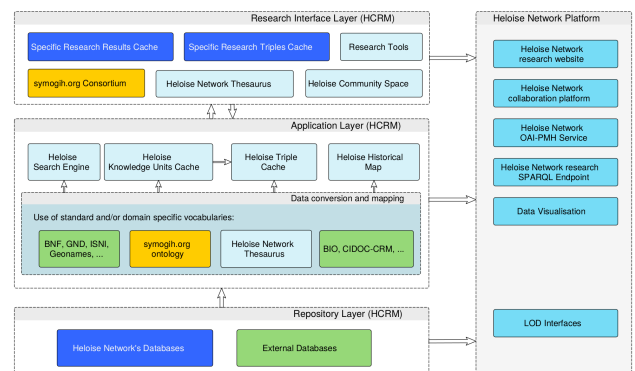 Research Interface Layer (HCRM)
Specific Research Results Cache
Specific Research Triples Cache
Research Tools
symogih.org Consortium
Heloise Network Thesaurus
Heloise Community Space
Application Layer (HCRM)
Heloise
Search Engine
Heloise
Knowledge Units Cache
Heloise Triple
Cache
Heloise Historical
Map
Data conversion and mapping
Use of standard and/or domain specific vocabularies:
BNF, GND, ISNI,
Geonames, ...
symogih.org
ontology
Heloise Network
Thesaurus
BIO, CIDOC-CRM, ...
Repository Layer (HCRM)
Heloise Network's Databases
External Databases
Heloise Network Platform
Heloise Network
research website
Heloise Network
collaboration platform
Heloise Network
OAI-PMH Service
Heloise Network research
SPARQL Endpoint
Data Visualisation
LOD Interfaces